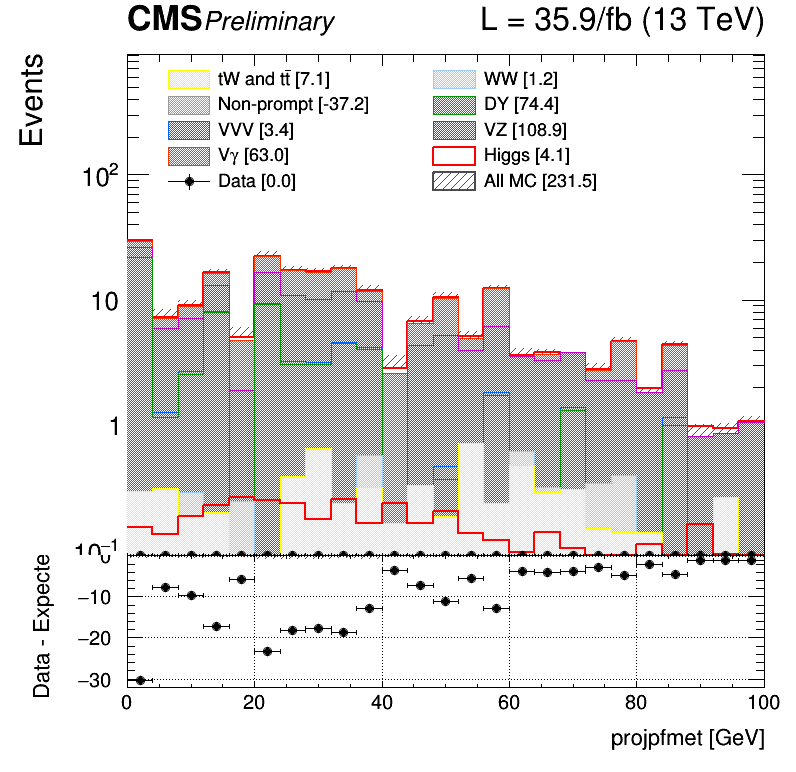 CMS Preliminary L = 35.9/fb (13 TeV)
Events
tW and tt̄ [7.1]
Non-prompt [-37.2]
VVV [3.4]
Vγ [63.0]
Data [0.0]
WW [1.2]
DY [74.4]
VZ [108.9]
Higgs [4.1]
All MC [231.5]
10²
10
1
10⁻¹
0
Data - Expecte
−10
−20
−30
0 20 40 60 80 100
projpfmet [GeV]